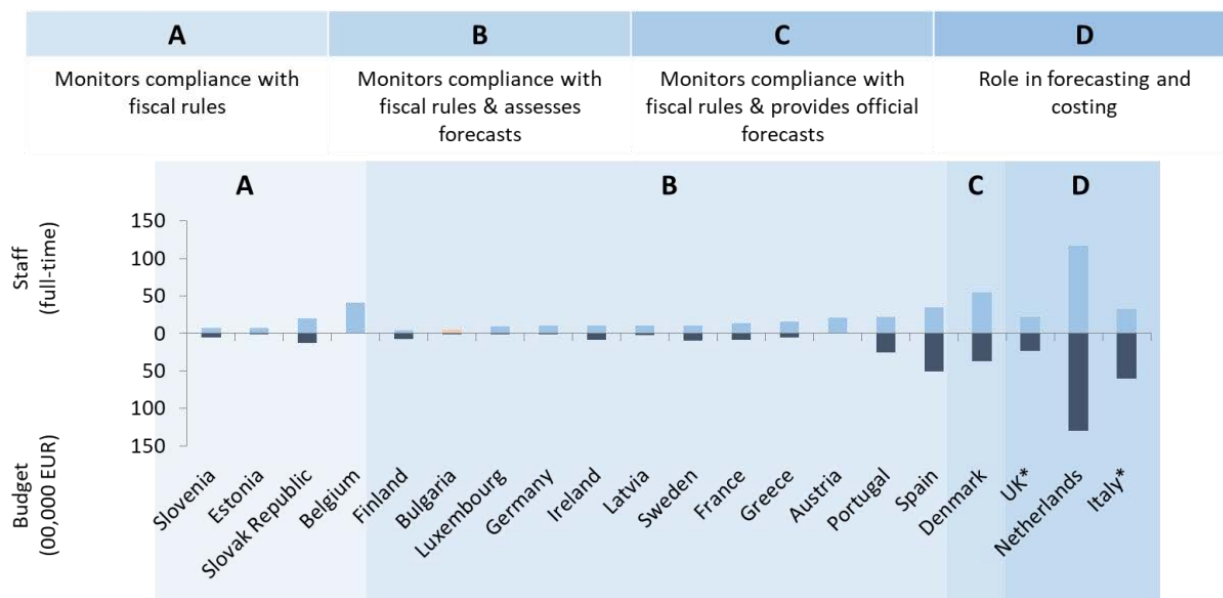 A
B
C
D
Monitors compliance with
fiscal rules
Monitors compliance with
fiscal rules & assesses
forecasts
Monitors compliance with
fiscal rules & provides official
forecasts
Role in forecasting and
costing
A
B
C
D
Staff
(full-time)
150
100
50
0
50
100
150
Budget
(00,000 EUR)
Slovenia
Estonia
Slovak Republic
Belgium
Finland
Bulgaria
Luxembourg
Germany
Ireland
Latvia
Sweden
France
Greece
Austria
Portugal
Spain
Denmark
UK*
Netherlands
Italy*